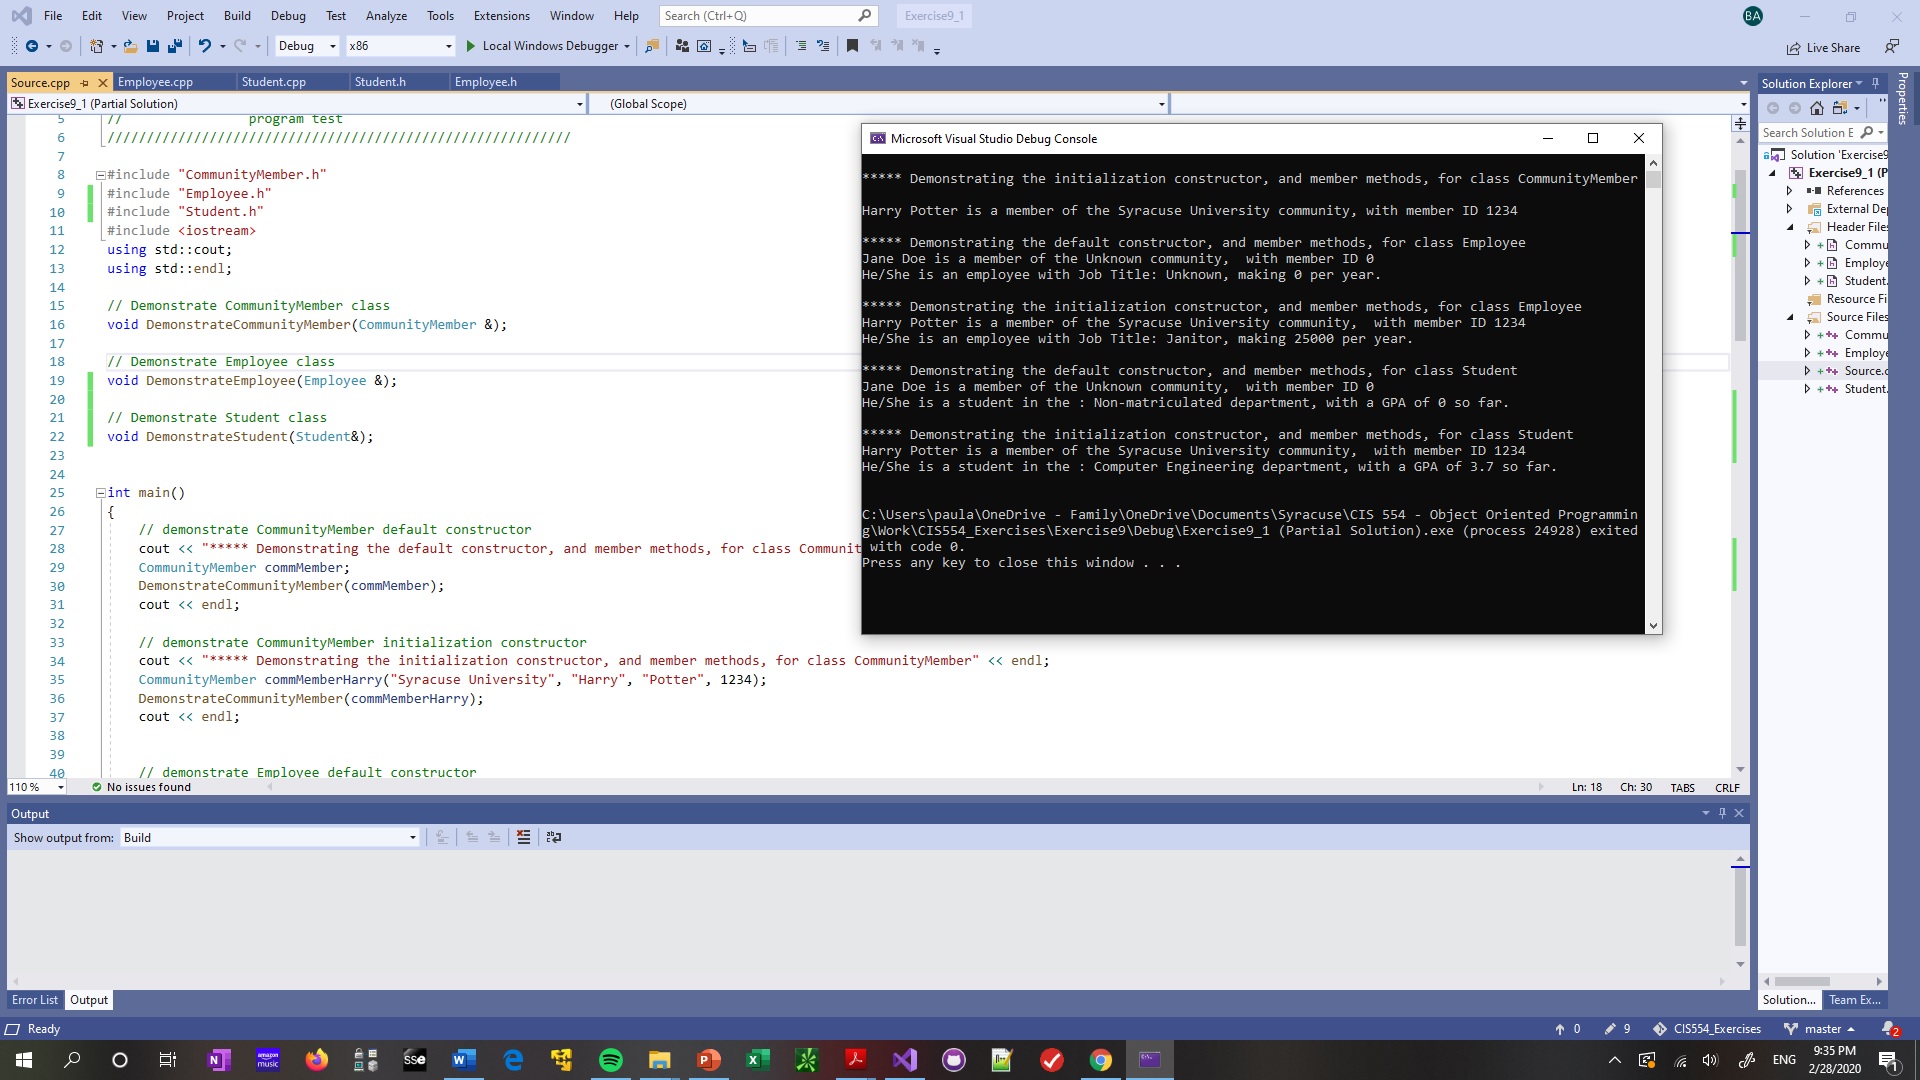 File Edit View Project Build Debug Test Analyze Tools Extensions Window Help Search (Ctrl+Q) Exercise9_1 BA
Debug x86 Local Windows Debugger Live Share
Source.cpp Employee.cpp Student.cpp Student.h Employee.h
Exercise9_1 (Partial Solution) (Global Scope)
5 // program test
6 ///////////////////////////////////////////////////////////
7
8 #include "CommunityMember.h"
9 #include "Employee.h"
10 #include "Student.h"
11 #include <iostream>
12 using std::cout;
13 using std::endl;
14
15 // Demonstrate CommunityMember class
16 void DemonstrateCommunityMember(CommunityMember &);
17
18 // Demonstrate Employee class
19 void DemonstrateEmployee(Employee &);
20
21 // Demonstrate Student class
22 void DemonstrateStudent(Student&);
23
24
25 int main()
26 {
27 // demonstrate CommunityMember default constructor
28 cout << "***** Demonstrating the default constructor, and member methods, for class Communit
29 CommunityMember commMember;
30 DemonstrateCommunityMember(commMember);
31 cout << endl;
32
33 // demonstrate CommunityMember initialization constructor
34 cout << "***** Demonstrating the initialization constructor, and member methods, for class CommunityMember" << endl;
35 CommunityMember commMemberHarry("Syracuse University", "Harry", "Potter", 1234);
36 DemonstrateCommunityMember(commMemberHarry);
37 cout << endl;
38
39
40 // demonstrate Employee default constructor
110 % No issues found Ln: 18 Ch: 30 TABS CRLF
Microsoft Visual Studio Debug Console
***** Demonstrating the initialization constructor, and member methods, for class CommunityMember
Harry Potter is a member of the Syracuse University community, with member ID 1234
***** Demonstrating the default constructor, and member methods, for class Employee
Jane Doe is a member of the Unknown community,  with member ID 0
He/She is an employee with Job Title: Unknown, making 0 per year.
***** Demonstrating the initialization constructor, and member methods, for class Employee
Harry Potter is a member of the Syracuse University community,  with member ID 1234
He/She is an employee with Job Title: Janitor, making 25000 per year.
***** Demonstrating the default constructor, and member methods, for class Student
Jane Doe is a member of the Unknown community,  with member ID 0
He/She is a student in the : Non-matriculated department, with a GPA of 0 so far.
***** Demonstrating the initialization constructor, and member methods, for class Student
Harry Potter is a member of the Syracuse University community,  with member ID 1234
He/She is a student in the : Computer Engineering department, with a GPA of 3.7 so far.
C:\Users\paula\OneDrive - Family\OneDrive\Documents\Syracuse\CIS 554 - Object Oriented Programmin
g\Work\CIS554_Exercises\Exercise9\Debug\Exercise9_1 (Partial Solution).exe (process 24928) exited
with code 0.
Press any key to close this window . . .
Solution Explorer
Search Solution E
Solution 'Exercise9
Exercise9_1 (P
References
External De
Header Files
Commu
Employe
Student.
Resource Fi
Source Files
Commu
Employe
Source.c
Student.
Solution... Team Ex...
Properties
Output
Show output from: Build
Error List Output
Ready 0 9 CIS554_Exercises master 2
N amazon music SSe W P X ENG 9:35 PM
2/28/2020 1